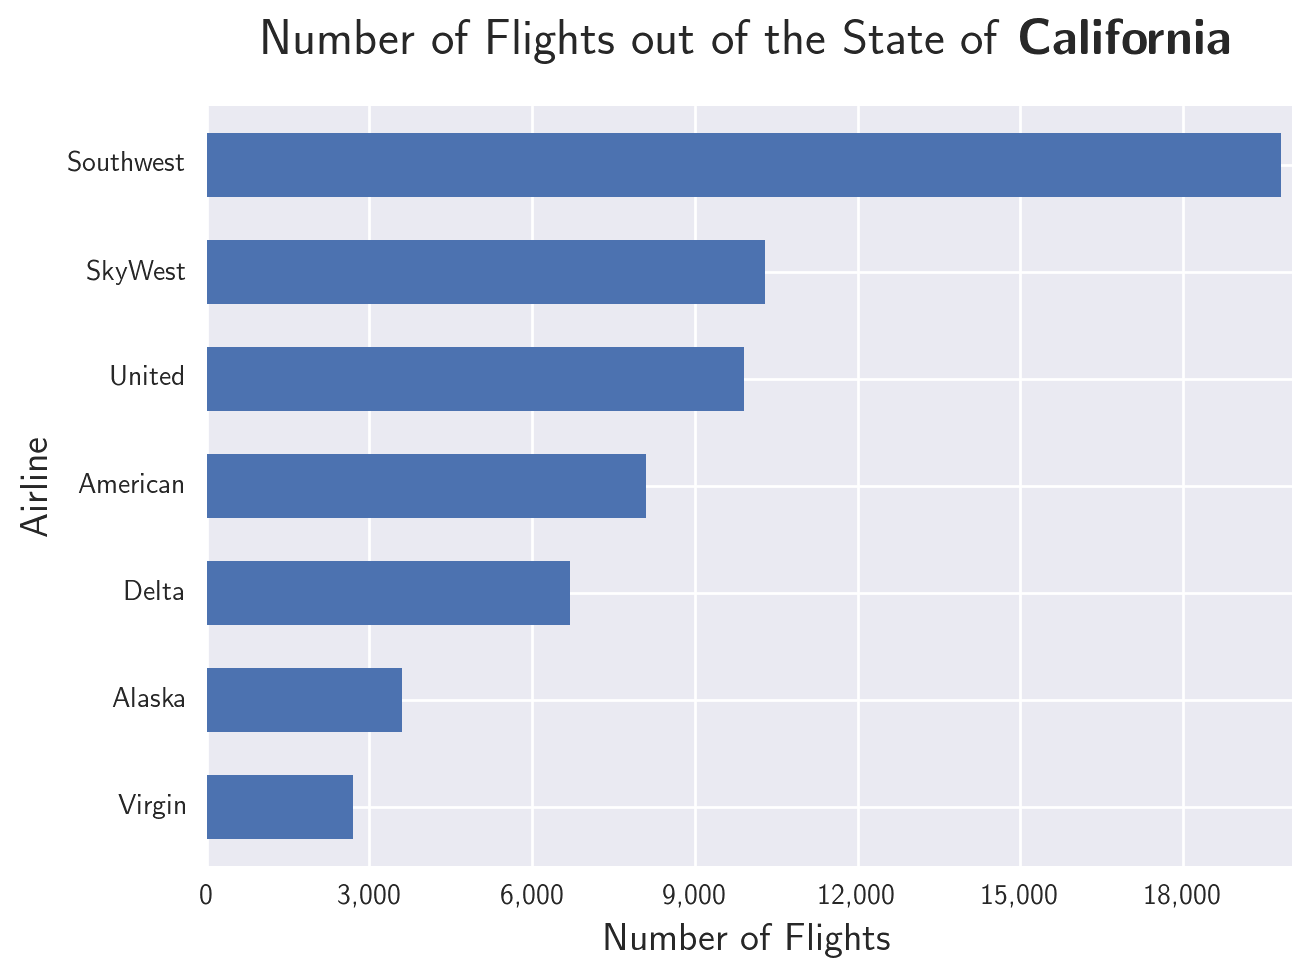 Number of Flights out of the State of California
Southwest
SkyWest
United
American
Delta
Alaska
Virgin
Airline
0 3,000 6,000 9,000 12,000 15,000 18,000
Number of Flights